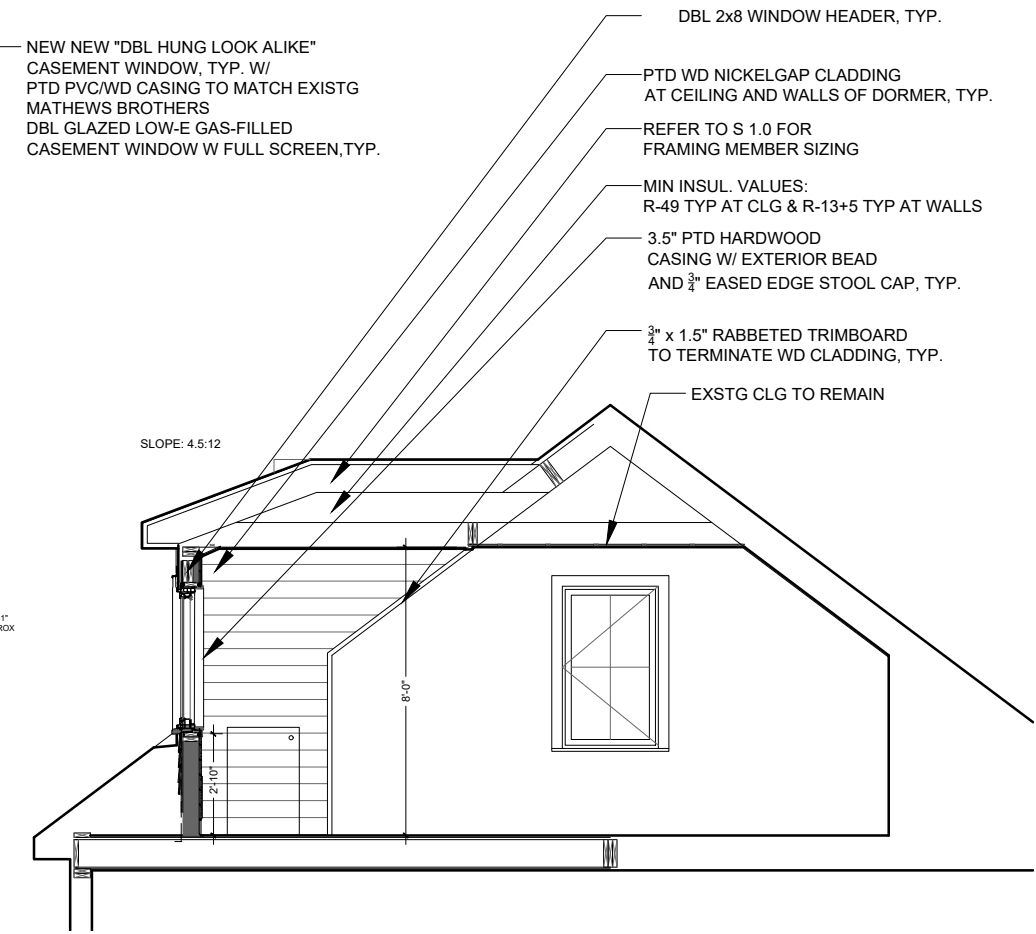 DBL 2x8 WINDOW HEADER, TYP.
NEW NEW "DBL HUNG LOOK ALIKE"
CASEMENT WINDOW, TYP. W/
PTD PVC/WD CASING TO MATCH EXISTG
MATHEWS BROTHERS
DBL GLAZED LOW-E GAS-FILLED
CASEMENT WINDOW W FULL SCREEN,TYP.
PTD WD NICKELGAP CLADDING
AT CEILING AND WALLS OF DORMER, TYP.
REFER TO S 1.0 FOR
FRAMING MEMBER SIZING
MIN INSUL. VALUES:
R-49 TYP AT CLG & R-13+5 TYP AT WALLS
3.5" PTD HARDWOOD
CASING W/ EXTERIOR BEAD
AND 3/4" EASED EDGE STOOL CAP, TYP.
3/4" x 1.5" RABBETED TRIMBOARD
TO TERMINATE WD CLADDING, TYP.
EXSTG CLG TO REMAIN
SLOPE: 4.5:12
1"
ROX
8'-0"
2'-10"